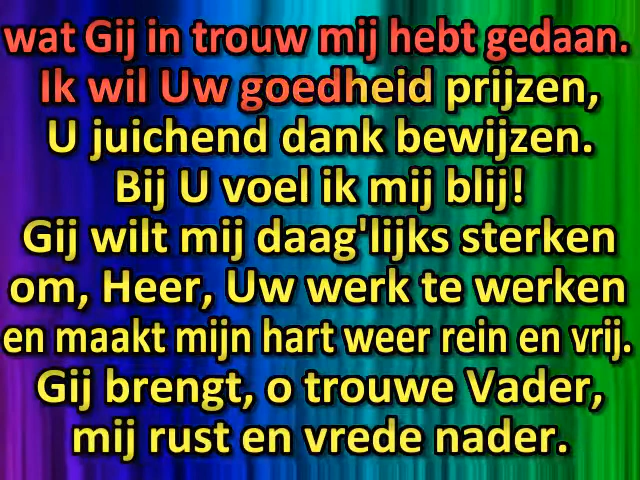 wat Gij in trouw mij hebt gedaan.
Ik wil Uw goedheid prijzen,
U juichend dank bewijzen.
Bij U voel ik mij blij!
Gij wilt mij daag'lijks sterken
om, Heer, Uw werk te werken
en maakt mijn hart weer rein en vrij.
Gij brengt, o trouwe Vader,
mij rust en vrede nader.